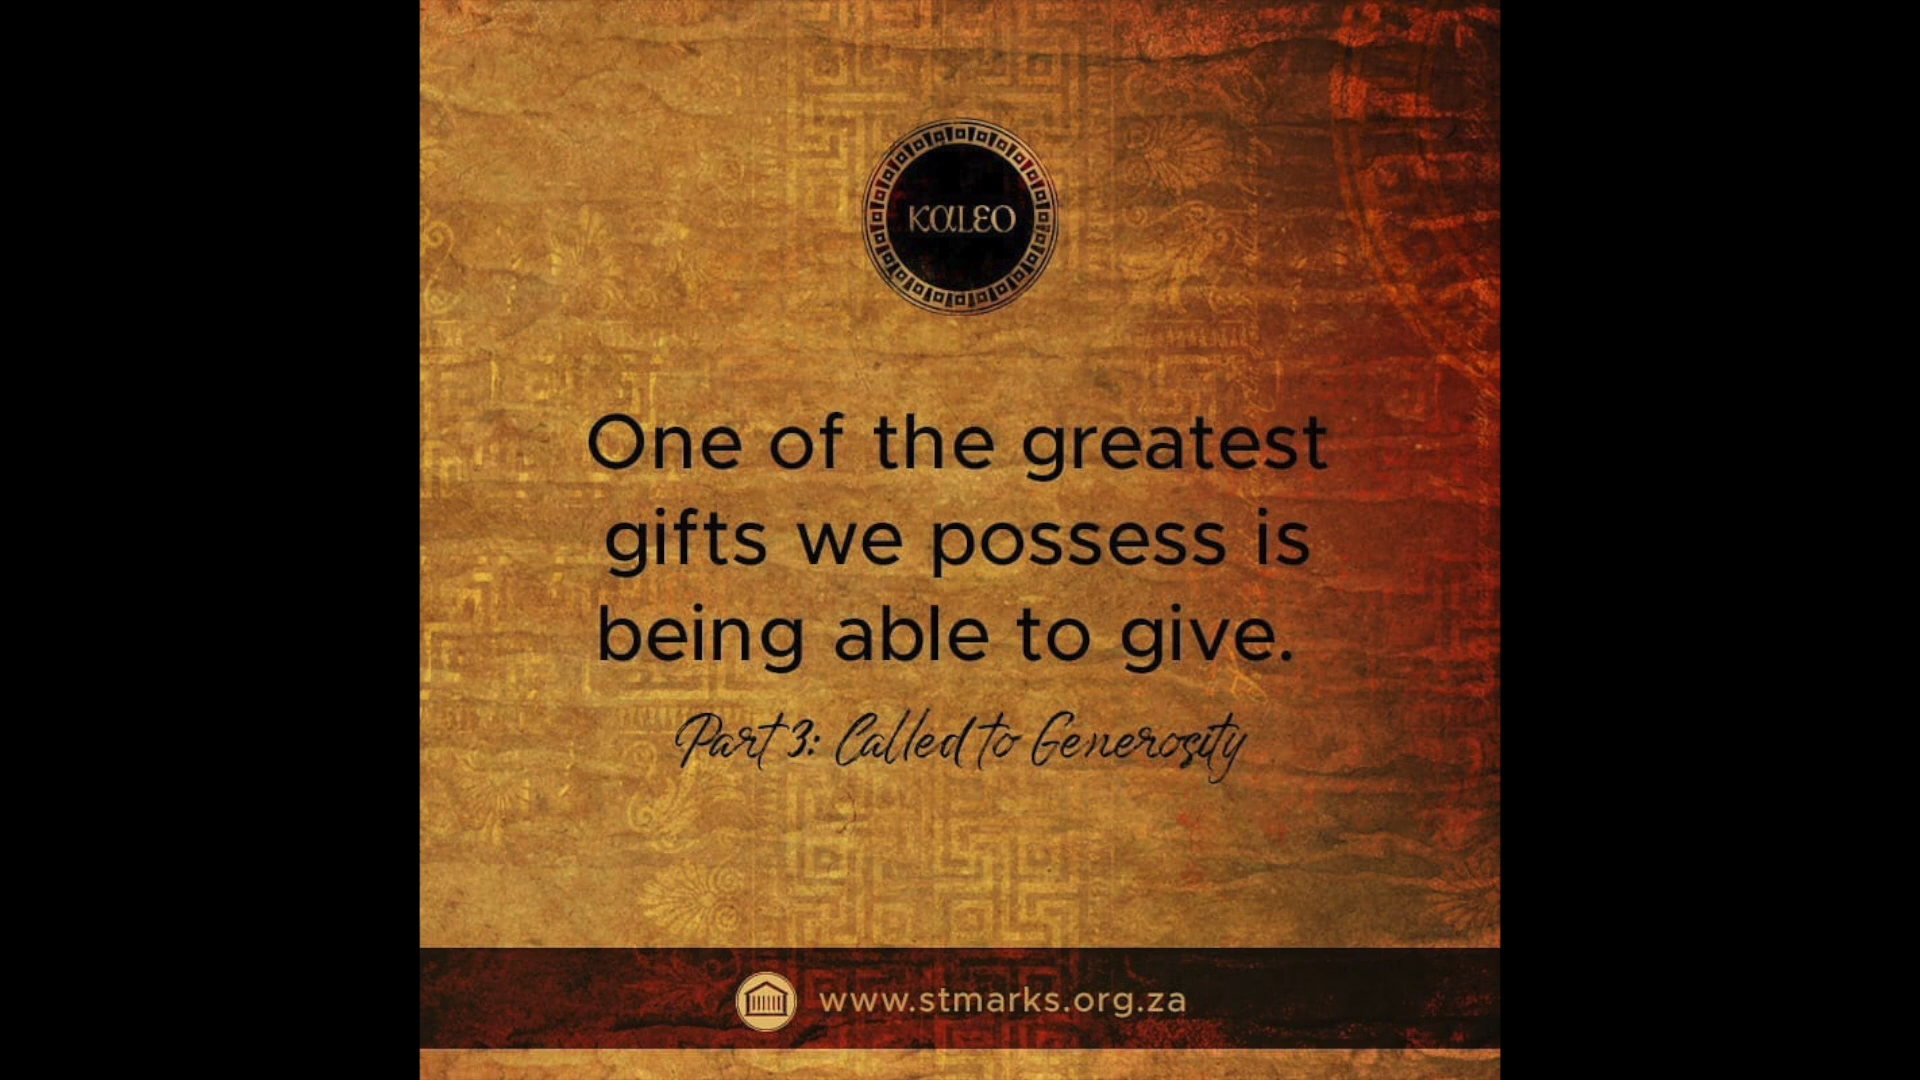 KALEO
One of the greatest
gifts we possess is
being able to give.
Part 3: Called to Generosity
www.stmarks.org.za